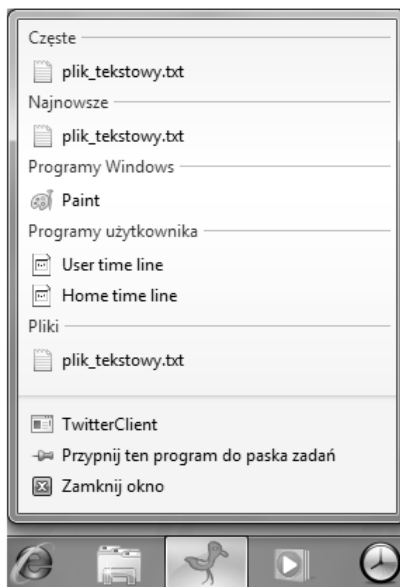 Częste
plik_tekstowy.txt
Najnowsze
plik_tekstowy.txt
Programy Windows
Paint
Programy użytkownika
User time line
Home time line
Pliki
plik_tekstowy.txt
TwitterClient
Przypnij ten program do paska zadań
Zamknij okno